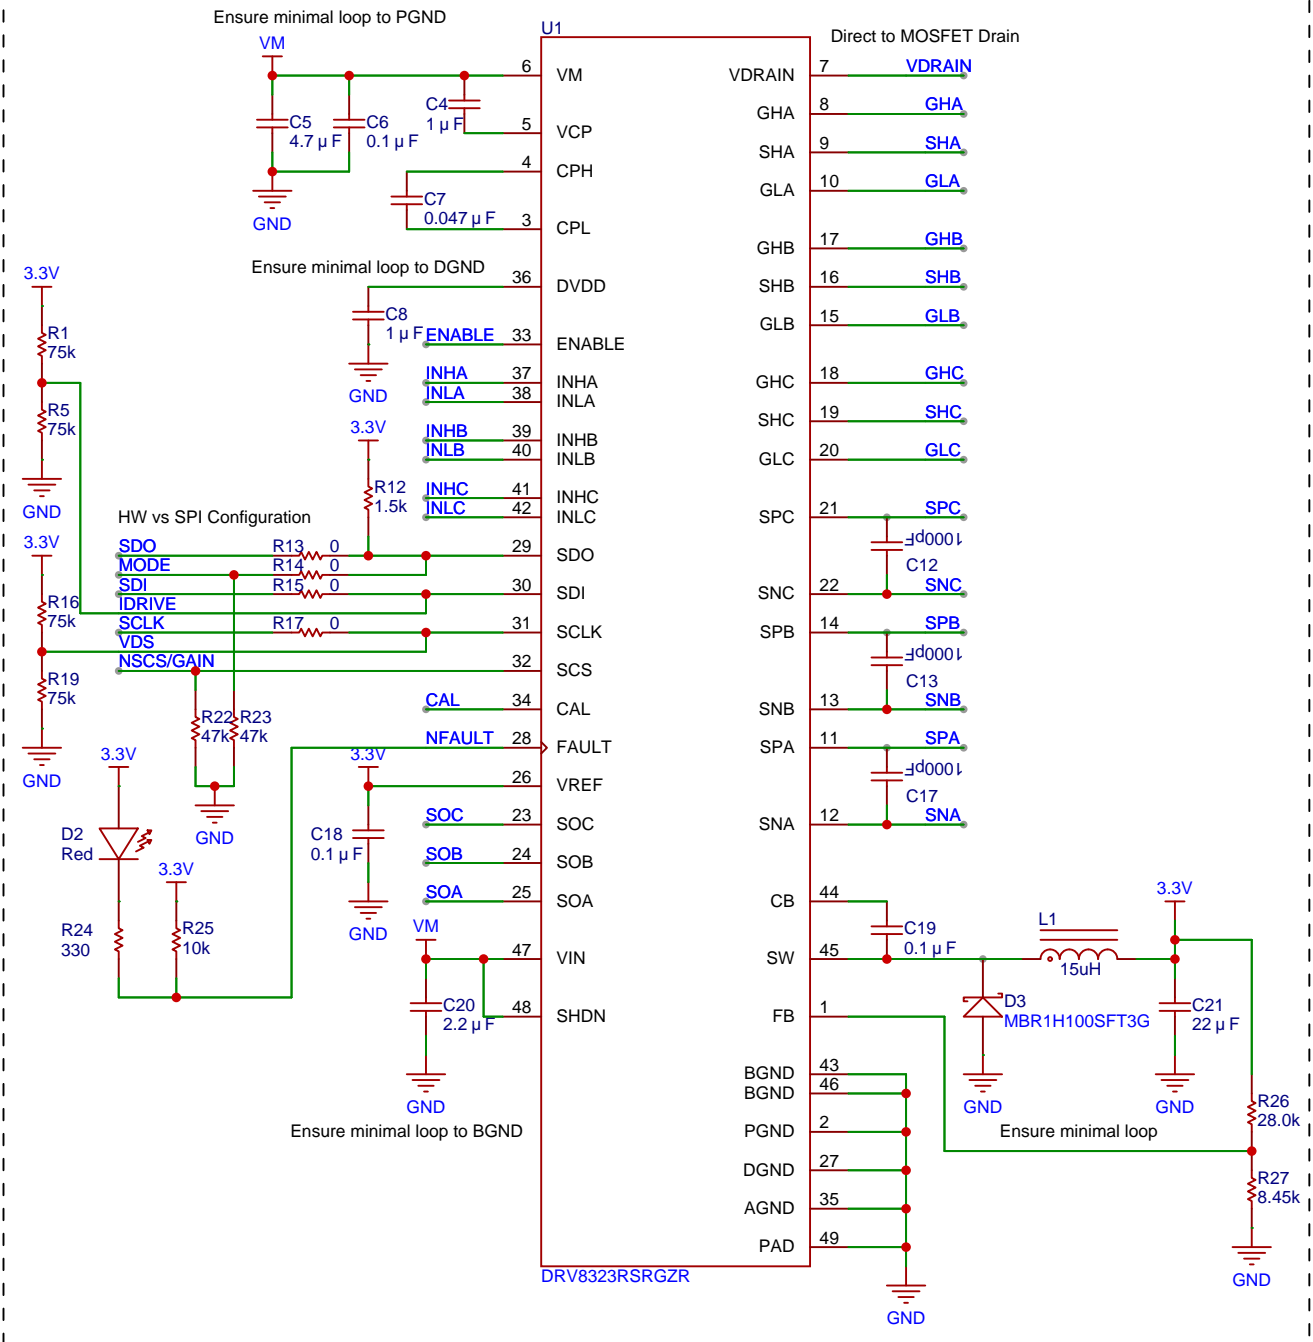 Ensure minimal loop to PGND
U1
Direct to MOSFET Drain
VM
6
VM
VDRAIN
7
VDRAIN
C5
4.7 µF
C6
0.1 µF
C4
1 µF
5
VCP
GHA
8
GHA
4
CPH
SHA
9
SHA
GND
C7
0.047 µF
GLA
10
GLA
3
CPL
GHB
17
GHB
Ensure minimal loop to DGND
3.3V
36
DVDD
SHB
16
SHB
R1
75k
C8
1 µF
ENABLE
33
ENABLE
GLB
15
GLB
GND
INHA
37
INHA
GHC
18
GHC
INLA
38
INLA
R5
75k
3.3V
INHB
39
INHB
SHC
19
SHC
INLB
40
INLB
GLC
20
GLC
GND
R12
1.5k
INHC
41
INHC
INLC
42
INLC
SPC
21
SPC
HW vs SPI Configuration
3.3V
1000pF
C12
SDO
R13
0
29
SDO
MODE
R14
0
SDI
R15
0
30
SDI
SNC
22
SNC
R16
75k
IDRIVE
SCLK
R17
0
31
SCLK
SPB
14
SPB
VDS
1000pF
C13
NSCS/GAIN
32
SCS
R19
75k
CAL
34
CAL
SNB
13
SNB
R22
47k
R23
47k
3.3V
NFAULT
28
FAULT
SPA
11
SPA
3.3V
GND
1000pF
C17
26
VREF
GND
D2
Red
C18
0.1 µF
SOC
23
SOC
SNA
12
SNA
SOB
24
SOB
3.3V
SOA
25
SOA
CB
44
3.3V
R24
330
R25
10k
GND
VM
C19
0.1 µF
L1
47
VIN
SW
45
15uH
C20
2.2 µF
48
SHDN
FB
1
D3
MBR1H100SFT3G
C21
22 µF
BGND
43
BGND
46
GND
GND
GND
R26
28.0k
Ensure minimal loop to BGND
PGND
2
Ensure minimal loop
DGND
27
R27
8.45k
AGND
35
PAD
49
DRV8323RSRGZR
GND
GND